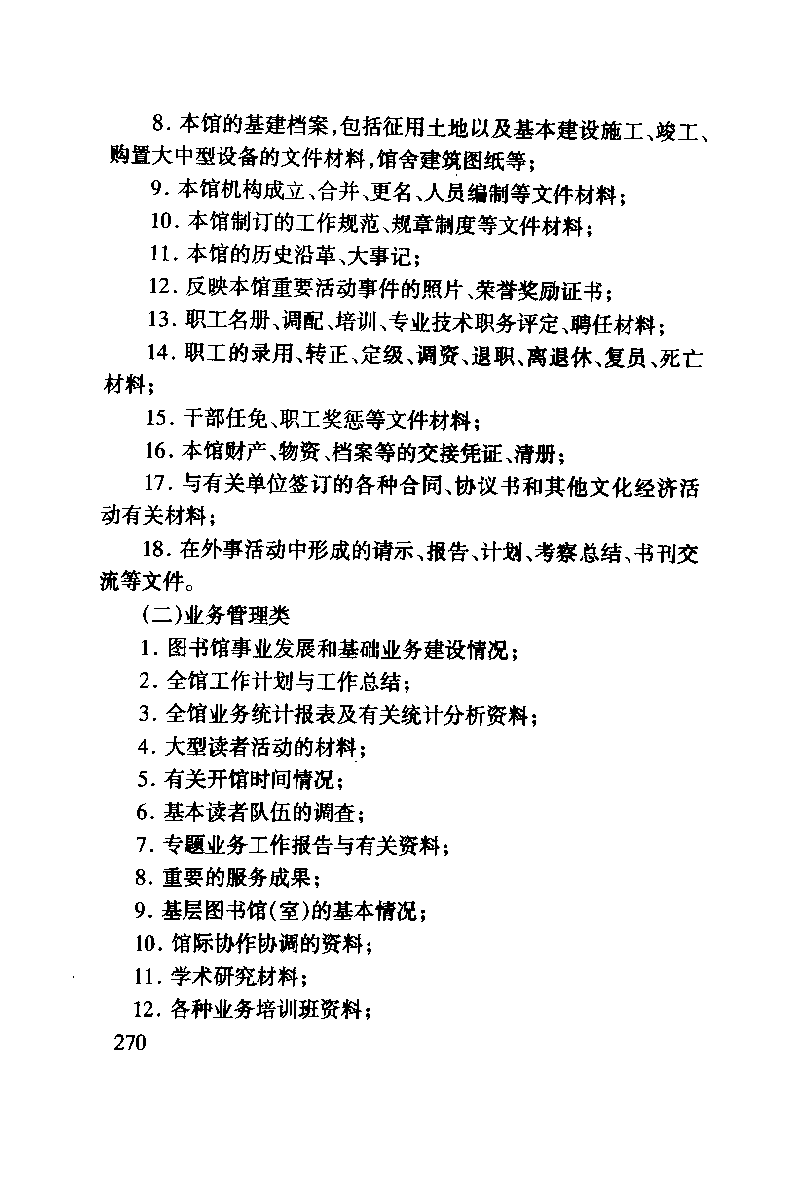 8. 本馆的基建档案,包括征用土地以及基本建设施工、竣工、
购置大中型设备的文件材料,馆舍建筑图纸等;
9. 本馆机构成立、合并、更名、人员编制等文件材料;
10. 本馆制订的工作规范、规章制度等文件材料;
11. 本馆的历史沿革、大事记;
12. 反映本馆重要活动事件的照片、荣誉奖励证书;
13. 职工名册、调配、培训、专业技术职务评定、聘任材料;
14. 职工的录用、转正、定级、调资、退职、离退休、复员、死亡
材料;
15. 干部任免、职工奖惩等文件材料;
16. 本馆财产、物资、档案等的交接凭证、清册;
17. 与有关单位签订的各种合同、协议书和其他文化经济活
动有关材料;
18. 在外事活动中形成的请示、报告、计划、考察总结、书刊交
流等文件。
(二)业务管理类
1. 图书馆事业发展和基础业务建设情况;
2. 全馆工作计划与工作总结;
3. 全馆业务统计报表及有关统计分析资料;
4. 大型读者活动的材料;
5. 有关开馆时间情况;
6. 基本读者队伍的调查;
7. 专题业务工作报告与有关资料;
8. 重要的服务成果;
9. 基层图书馆(室)的基本情况;
10. 馆际协作协调的资料;
11. 学术研究材料;
12. 各种业务培训班资料;
270